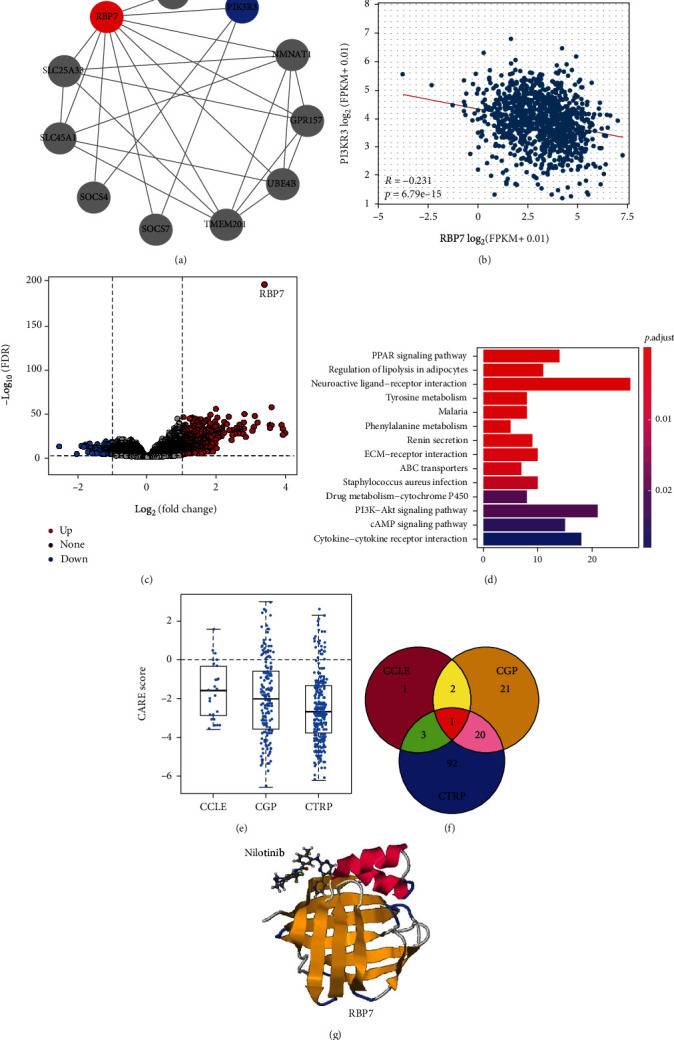 RBP7
PIK3R3
NMNAT1
SLC25A33
GPR157
SLC45A1
UBE4B
SOCS4
TMEM201
SOCS7
(a)
8
7
6
5
4
3
2
1
PI3KR3 log2 (FPKM+ 0.01)
R = −0.231
p = 6.79e−15
−5
−2.5
0
2.5
5
7.5
RBP7 log2(FPKM+ 0.01)
(b)
200
150
100
50
0
−Log10 (FDR)
RBP7
−2
0
2
4
Log2 (fold change)
Up
None
Down
(c)
p.adjust
PPAR signaling pathway
Regulation of lipolysis in adipocytes
Neuroactive ligand−receptor interaction
Tyrosine metabolism
Malaria
Phenylalanine metabolism
Renin secretion
ECM−receptor interaction
ABC transporters
Staphylococcus aureus infection
Drug metabolism−cytochrome P450
PI3K−Akt signaling pathway
cAMP signaling pathway
Cytokine−cytokine receptor interaction
0.01
0.02
0
10
20
(d)
2
0
−2
−4
−6
CARE score
CCLE
CGP
CTRP
(e)
CCLE
CGP
1
2
21
1
3
20
92
CTRP
(f)
Nilotinib
RBP7
(g)